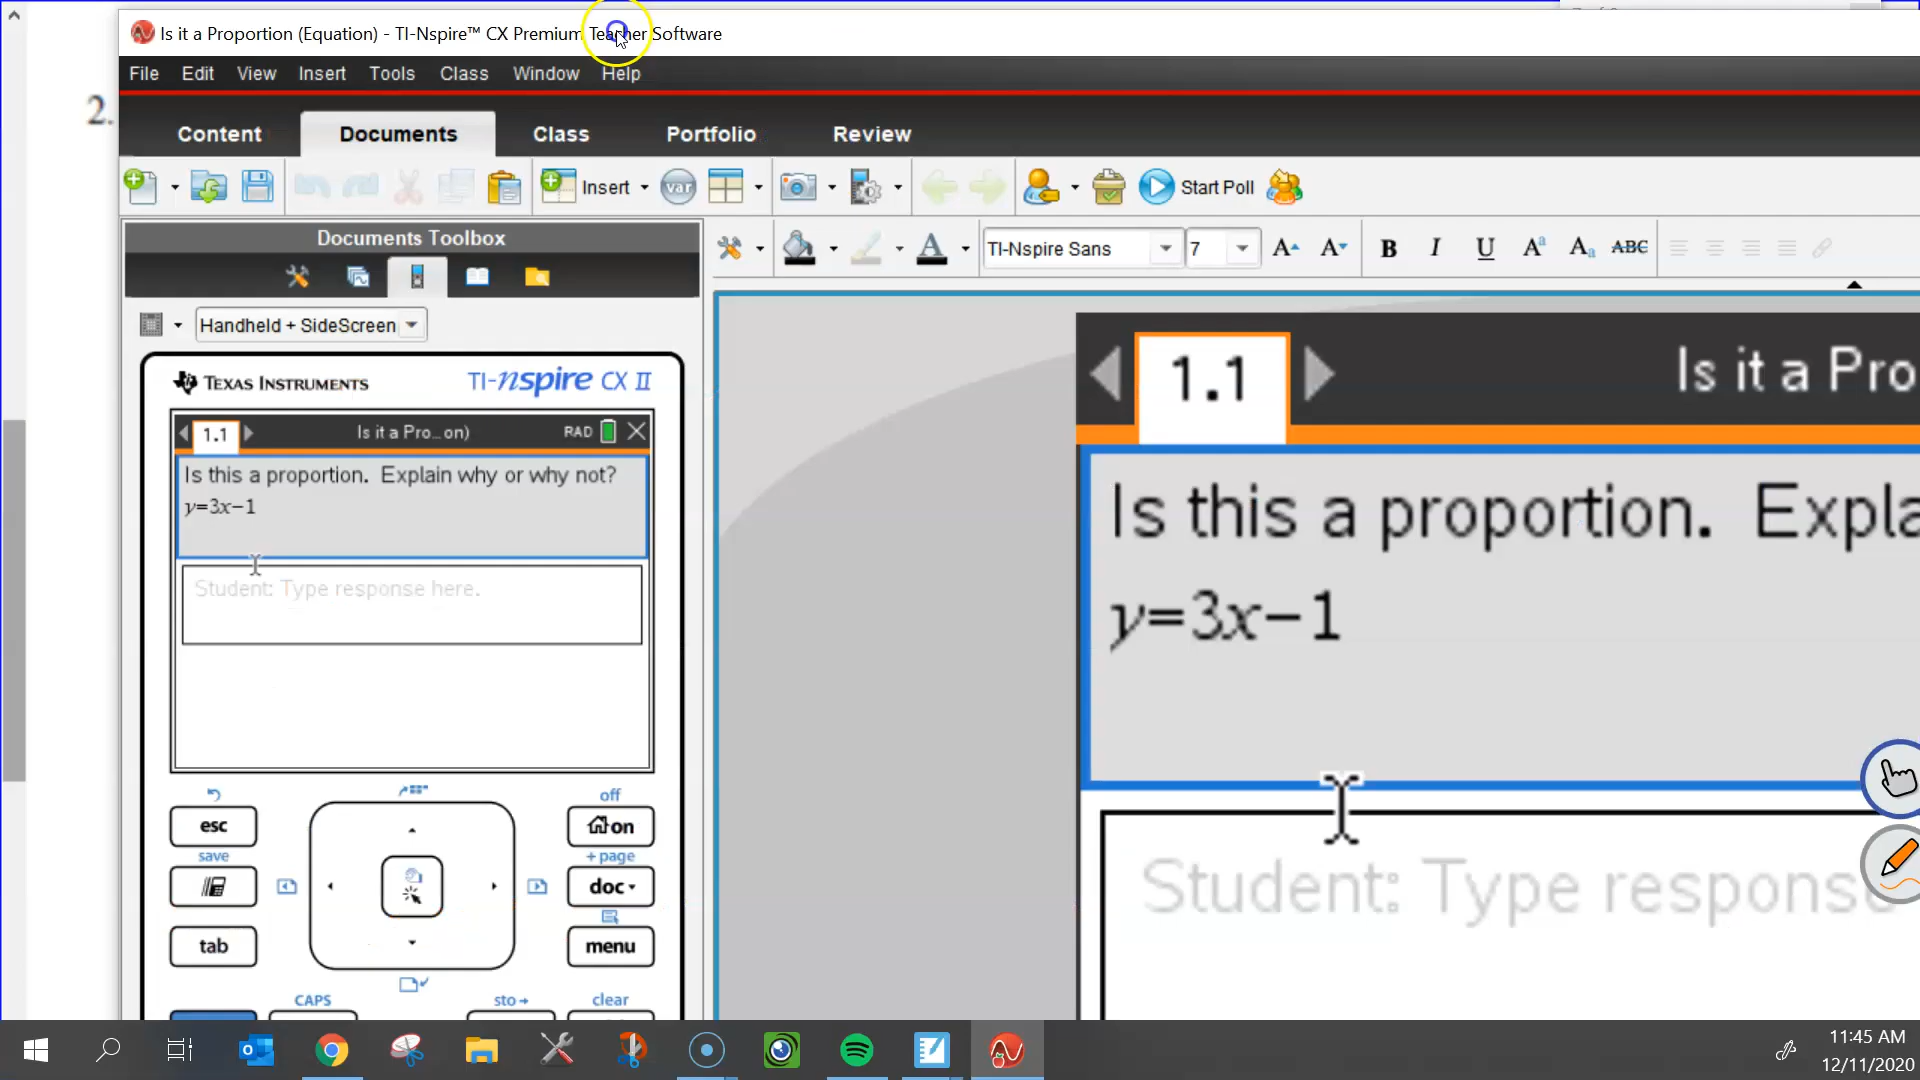 Is it a Proportion (Equation) - TI-Nspire™ CX Premium Teacher Software
File Edit View Insert Tools Class Window Help
2.
Content Documents Class Portfolio Review
Insert var Start Poll
Documents Toolbox
TI-Nspire Sans 7 A A B I U Aa Aa ABC
Handheld + SideScreen
TEXAS INSTRUMENTS TI-nspire CX II
1.1 Is it a Pro...on) RAD
Is this a proportion. Explain why or why not?
y=3x-1
Student: Type response here.
1.1 Is it a Pro
Is this a proportion. Expla
y=3x-1
Student: Type response
off
esc on
save + page
doc
tab menu
CAPS sto → clear
11:45 AM
12/11/2020